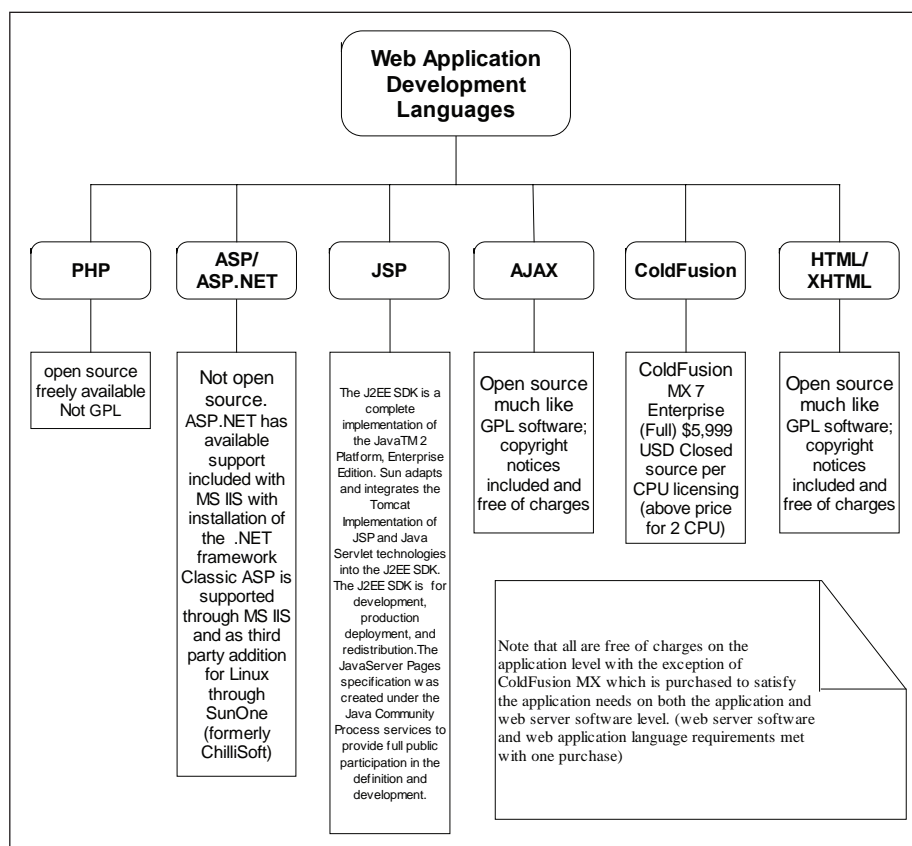 Web Application
Development
Languages
PHP
ASP/
ASP.NET
JSP
AJAX
ColdFusion
HTML/
XHTML
open source
freely available
Not GPL
Not open
source.
ASP.NET has
available
support
included with
MS IIS with
installation of
the .NET
framework
Classic ASP is
supported
through MS IIS
and as third
party addition
for Linux
through
SunOne
(formerly
ChilliSoft)
The J2EE SDK is a
complete
implementation of
the JavaTM 2
Platform, Enterprise
Edition. Sun adapts
and integrates the
Tomcat
Implementation of
JSP and Java
Servlet technologies
into the J2EE SDK.
The J2EE SDK is for
development,
production
deployment, and
redistribution.The
JavaServer Pages
specification was
created under the
Java Community
Process services to
provide full public
participation in the
definition and
development.
Open source
much like
GPL software;
copyright
notices
included and
free of charges
ColdFusion
MX 7
Enterprise
(Full) $5,999
USD Closed
source per
CPU licensing
(above price
for 2 CPU)
Open source
much like
GPL software;
copyright
notices
included and
free of charges
Note that all are free of charges on the
application level with the exception of
ColdFusion MX which is purchased to satisfy
the application needs on both the application and
web server software level. (web server software
and web application language requirements met
with one purchase)